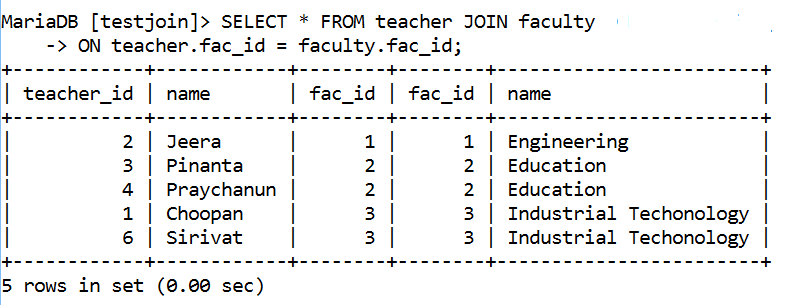 MariaDB [testjoin]> SELECT * FROM teacher JOIN faculty
    -> ON teacher.fac_id = faculty.fac_id;
+------------+-----------+--------+--------+------------------------+
| teacher_id | name      | fac_id | fac_id | name                   |
+------------+-----------+--------+--------+------------------------+
|          2 | Jeera     |      1 |      1 | Engineering            |
|          3 | Pinanta   |      2 |      2 | Education              |
|          4 | Praychanun |      2 |      2 | Education              |
|          1 | Choopan   |      3 |      3 | Industrial Techonology |
|          6 | Sirivat   |      3 |      3 | Industrial Techonology |
+------------+-----------+--------+--------+------------------------+
5 rows in set (0.00 sec)